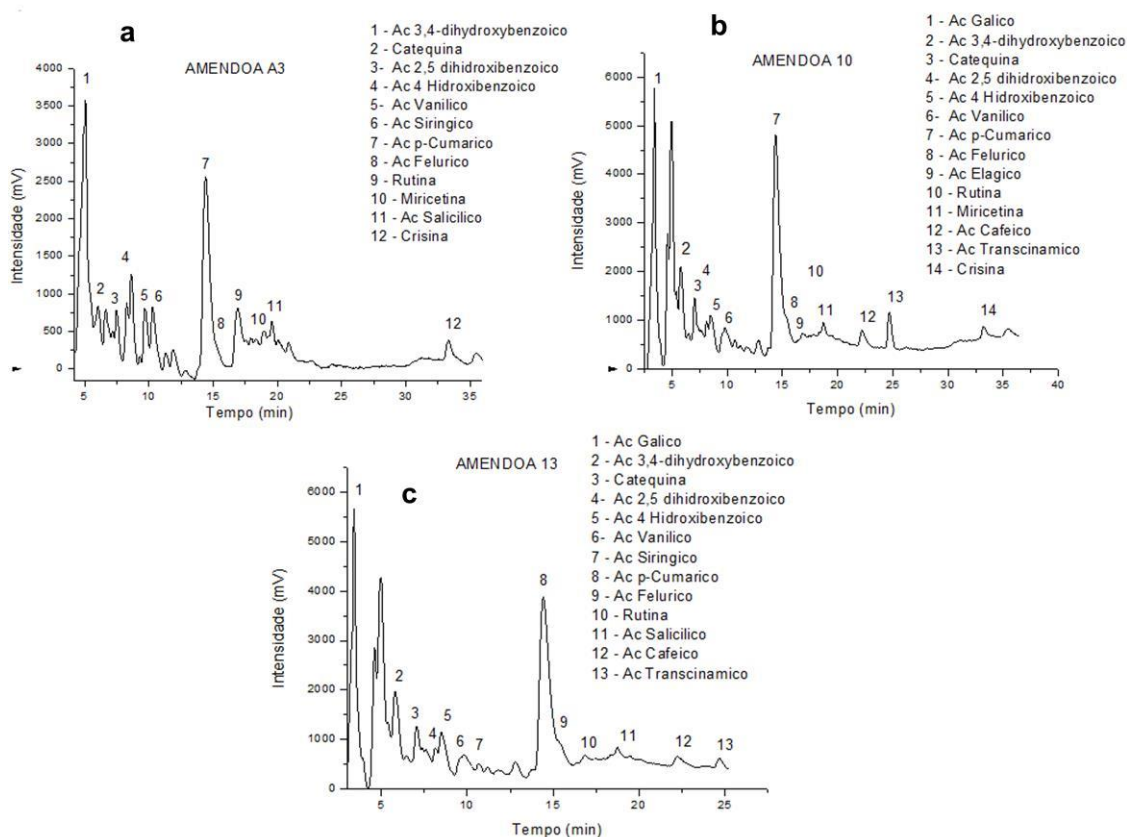 a
AMENDOA A3
1 - Ac 3,4-dihydroxybenzoico
2 - Catequina
3- Ac 2,5 dihidroxibenzoico
4 - Ac 4 Hidroxibenzoico
5 - Ac Vanilico
6 - Ac Siringico
7 - Ac p-Cumarico
8 - Ac Felurico
9 - Rutina
10 - Miricetina
11 - Ac Salicilico
12 - Crisina
Intensidade (mV)
4000
3500
3000
2500
2000
1500
1000
500
0
1
2
3
4
5
6
7
8
9
10
11
12
5 10 15 20 25 30 35
Tempo (min)
b
AMENDOA 10
1 - Ac Galico
2 - Ac 3,4-dihydroxybenzoico
3 - Catequina
4- Ac 2,5 dihidroxibenzoico
5 - Ac 4 Hidroxibenzoico
6- Ac Vanilico
7 - Ac p-Cumarico
8 - Ac Felurico
9 - Ac Elagico
10 - Rutina
11 - Miricetina
12 - Ac Cafeico
13 - Ac Transcinamico
14 - Crisina
Intensidade (mV)
6000
5000
4000
3000
2000
1000
0
1
2
3
4
5
6
7
8
9
10
11
12
13
14
5 10 15 20 25 30 35 40
Tempo (min)
c
AMENDOA 13
1 - Ac Galico
2 - Ac 3,4-dihydroxybenzoico
3 - Catequina
4- Ac 2,5 dihidroxibenzoico
5 - Ac 4 Hidroxibenzoico
6- Ac Vanilico
7 - Ac Siringico
8 - Ac p-Cumarico
9 - Ac Felurico
10 - Rutina
11 - Ac Salicilico
12 - Ac Cafeico
13 - Ac Transcinamico
Intensidade (mV)
6000
5000
4000
3000
2000
1000
0
1
2
3
4
5
6
7
8
9
10
11
12
13
5 10 15 20 25
Tempo (min)